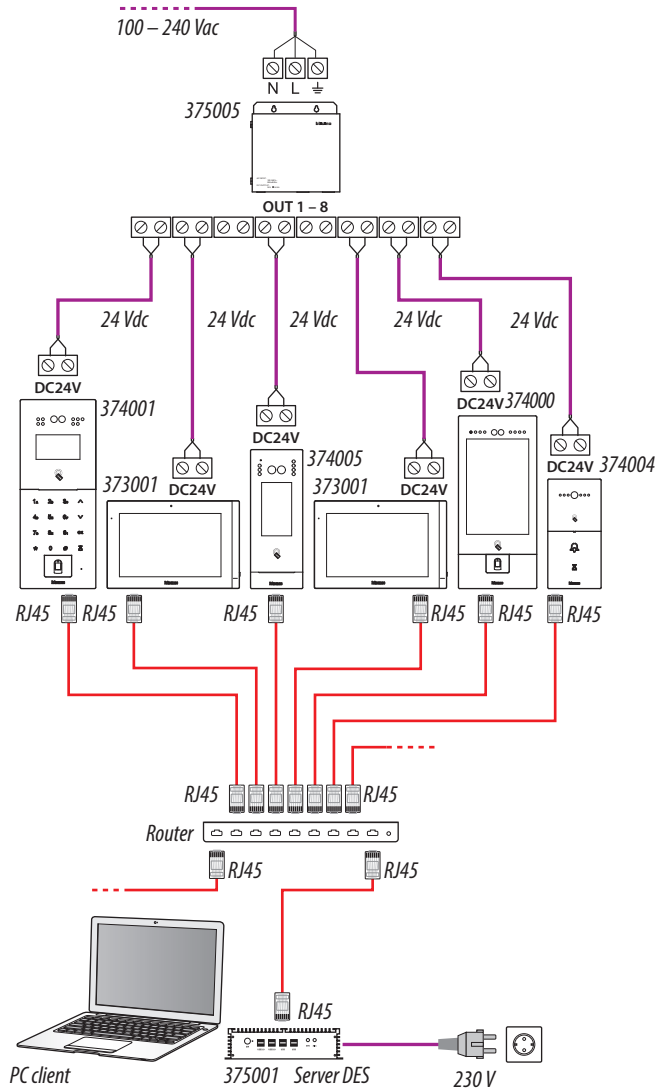 100 – 240 Vac
N L
375005
OUT 1 – 8
24 Vdc 24 Vdc 24 Vdc 24 Vdc 24 Vdc
DC24V
374001
DC24V 374000
DC24V
374005
DC24V 374004
373001
DC24V
373001
DC24V
RJ45 RJ45 RJ45 RJ45 RJ45 RJ45
RJ45 RJ45
Router
RJ45 RJ45
RJ45
PC client
375001 Server DES
230 V